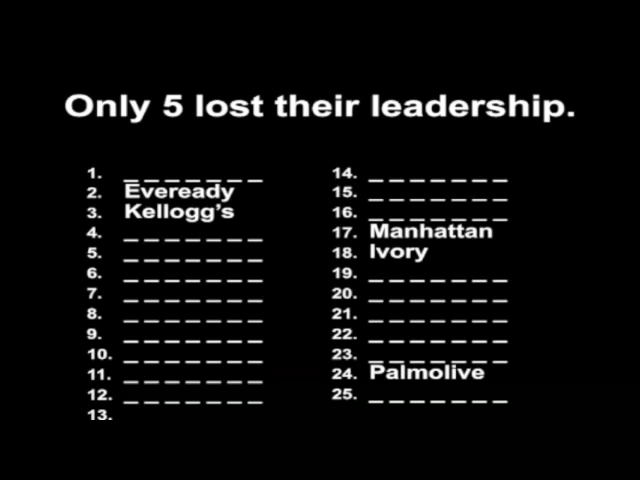 Only 5 lost their leadership.
1. _ _ _ _ _ _ _
2. Eveready
3. Kellogg's
4. _ _ _ _ _ _ _
5. _ _ _ _ _ _ _
6. _ _ _ _ _ _ _
7. _ _ _ _ _ _ _
8. _ _ _ _ _ _ _
9. _ _ _ _ _ _ _
10. _ _ _ _ _ _ _
11. _ _ _ _ _ _ _
12. _ _ _ _ _ _ _
13.
14. _ _ _ _ _ _ _
15. _ _ _ _ _ _ _
16. _ _ _ _ _ _ _
17. Manhattan
18. Ivory
19. _ _ _ _ _ _ _
20. _ _ _ _ _ _ _
21. _ _ _ _ _ _ _
22. _ _ _ _ _ _ _
23. _ _ _ _ _ _ _
24. Palmolive
25. _ _ _ _ _ _ _